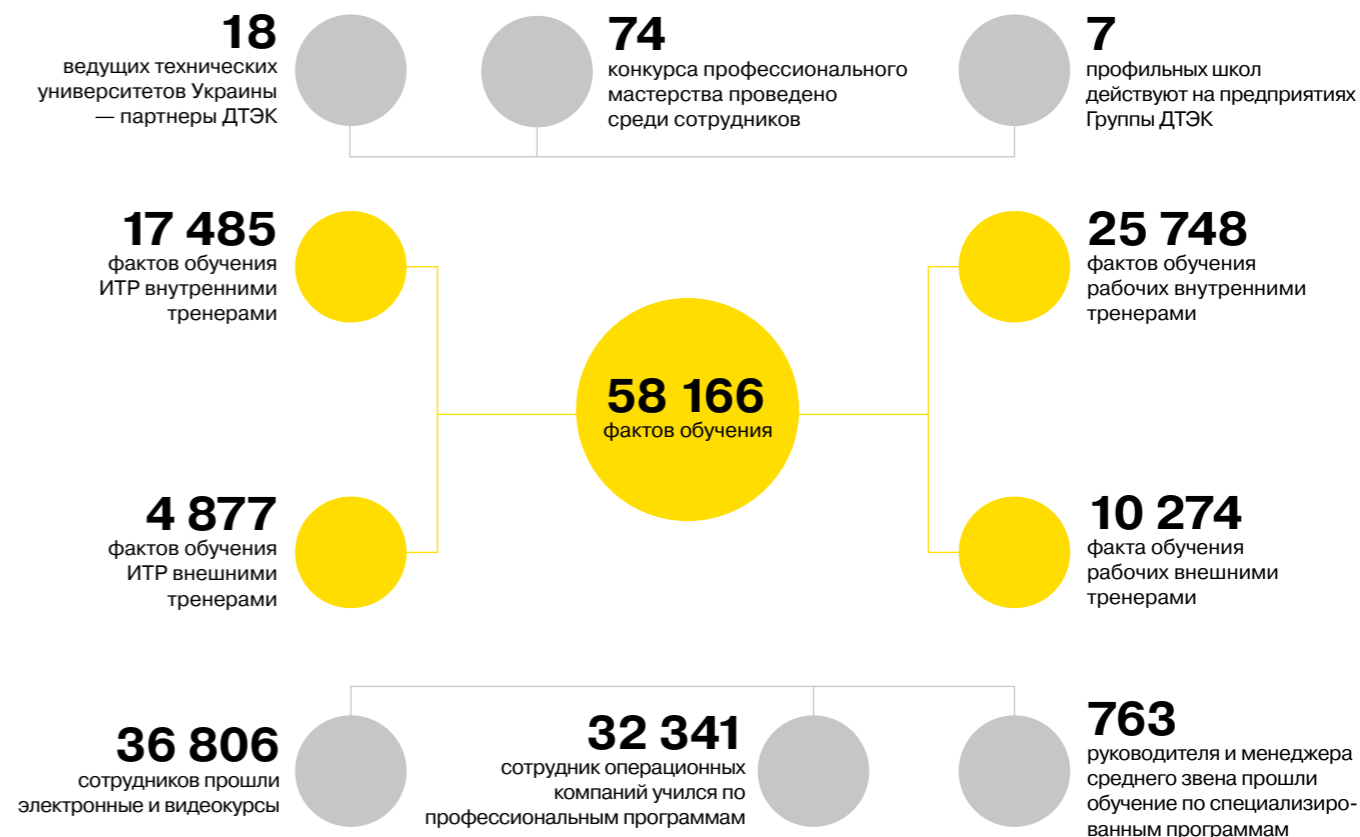 18
ведущих технических
университетов Украины
— партнеры ДТЭК
74
конкурса профессионального
мастерства проведено
среди сотрудников
7
профильных школ
действуют на предприятиях
Группы ДТЭК
17 485
фактов обучения
ИТР внутренними
тренерами
25 748
фактов обучения
рабочих внутренними
тренерами
58 166
фактов обучения
4 877
фактов обучения
ИТР внешними
тренерами
10 274
факта обучения
рабочих внешними
тренерами
36 806
сотрудников прошли
электронные и видеокурсы
32 341
сотрудник операционных
компаний учился по
профессиональным программам
763
руководителя и менеджера
среднего звена прошли
обучение по специализиро-
ванным программам